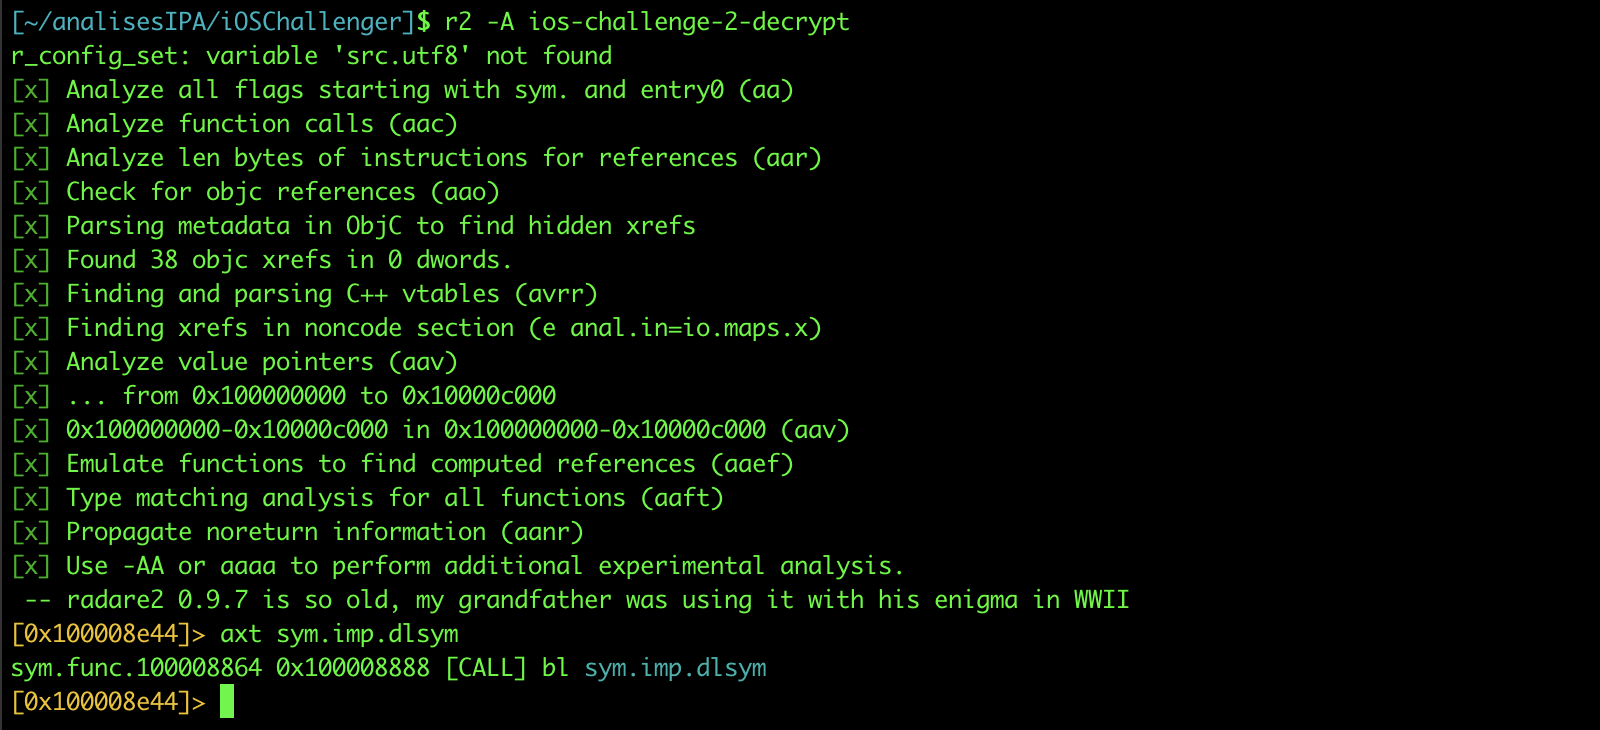 [~/analisesIPA/iOSChallenger]$ r2 -A ios-challenge-2-decrypt
r_config_set: variable 'src.utf8' not found
[x] Analyze all flags starting with sym. and entry0 (aa)
[x] Analyze function calls (aac)
[x] Analyze len bytes of instructions for references (aar)
[x] Check for objc references (aao)
[x] Parsing metadata in ObjC to find hidden xrefs
[x] Found 38 objc xrefs in 0 dwords.
[x] Finding and parsing C++ vtables (avrr)
[x] Finding xrefs in noncode section (e anal.in=io.maps.x)
[x] Analyze value pointers (aav)
[x] ... from 0x100000000 to 0x10000c000
[x] 0x100000000-0x10000c000 in 0x100000000-0x10000c000 (aav)
[x] Emulate functions to find computed references (aaef)
[x] Type matching analysis for all functions (aaft)
[x] Propagate noreturn information (aanr)
[x] Use -AA or aaaa to perform additional experimental analysis.
 -- radare2 0.9.7 is so old, my grandfather was using it with his enigma in WWII
[0x100008e44]> axt sym.imp.dlsym
sym.func.100008864 0x100008888 [CALL] bl sym.imp.dlsym
[0x100008e44]>